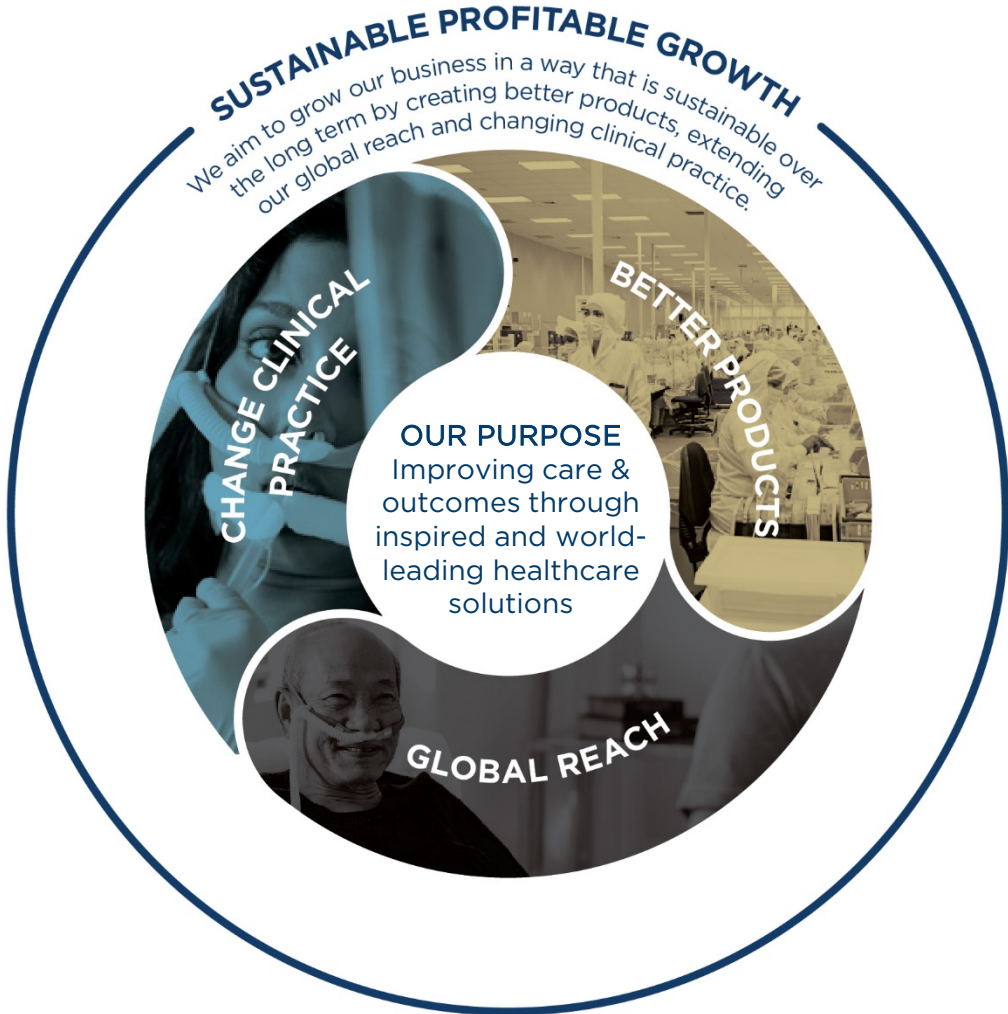 SUSTAINABLE PROFITABLE GROWTH
We aim to grow our business in a way that is sustainable over
the long term by creating better products, extending
our global reach and changing clinical practice.
CHANGE CLINICAL
PRACTICE
BETTER PRODUCTS
OUR PURPOSE
Improving care &
outcomes through
inspired and world-
leading healthcare
solutions
GLOBAL REACH